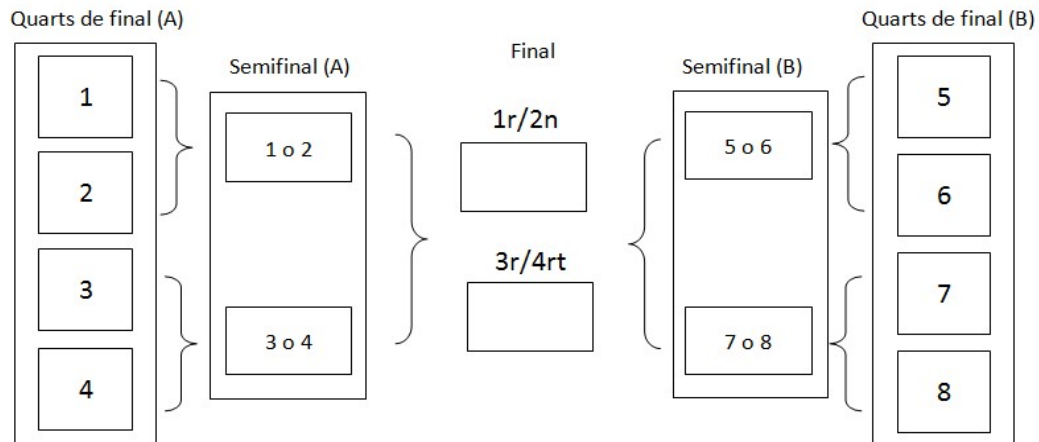 Quarts de final (A)
1
2
3
4
Semifinal (A)
1 o 2
3 o 4
Final
1r/2n
3r/4rt
Semifinal (B)
5 o 6
7 o 8
Quarts de final (B)
5
6
7
8